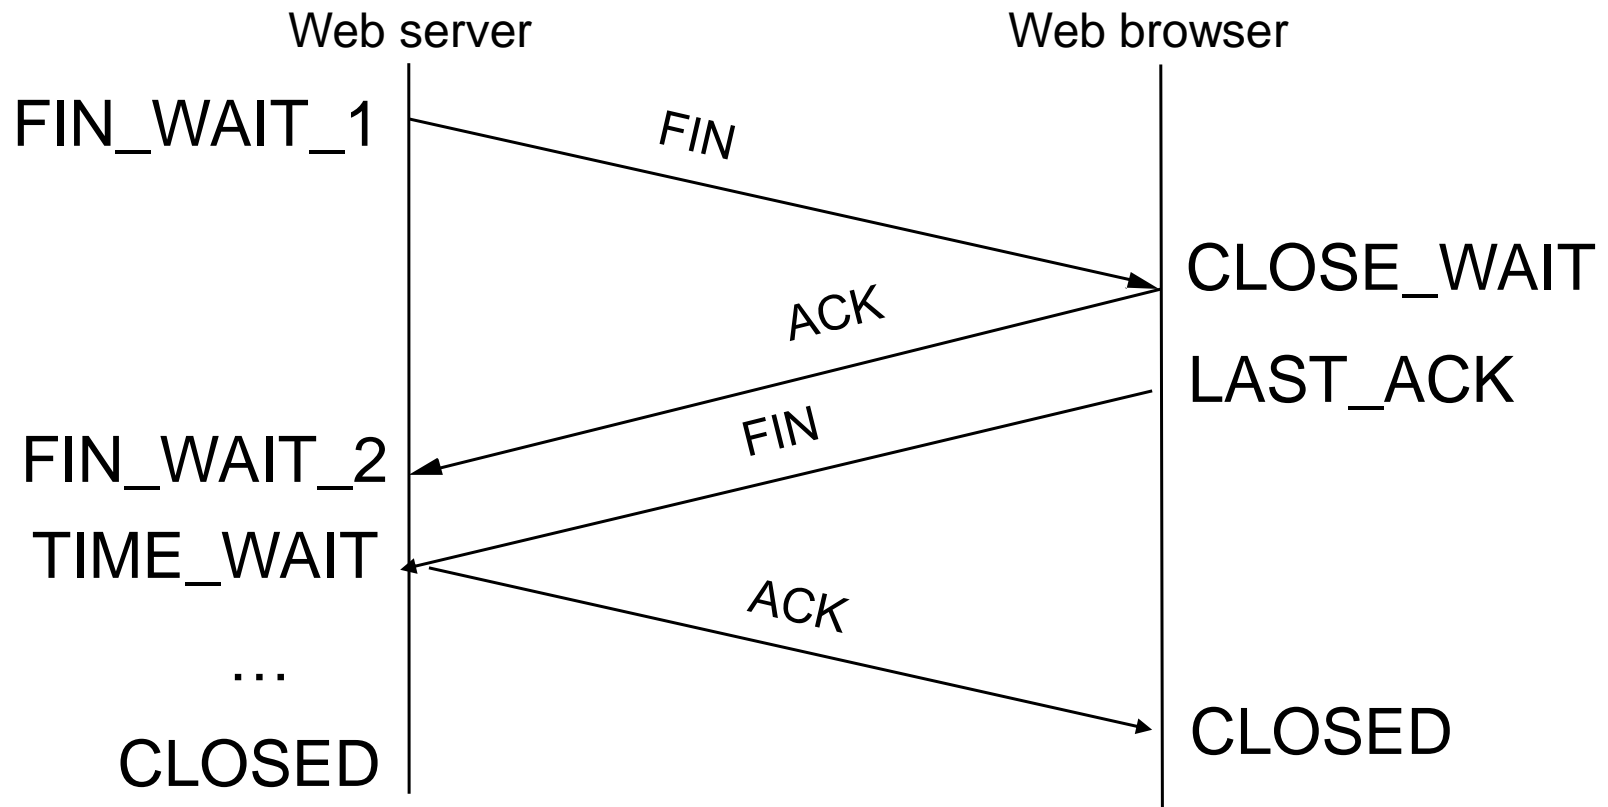 Web server
Web browser
FIN_WAIT_1
FIN
CLOSE_WAIT
ACK
LAST_ACK
FIN
FIN_WAIT_2
TIME_WAIT
ACK
…
CLOSED
CLOSED